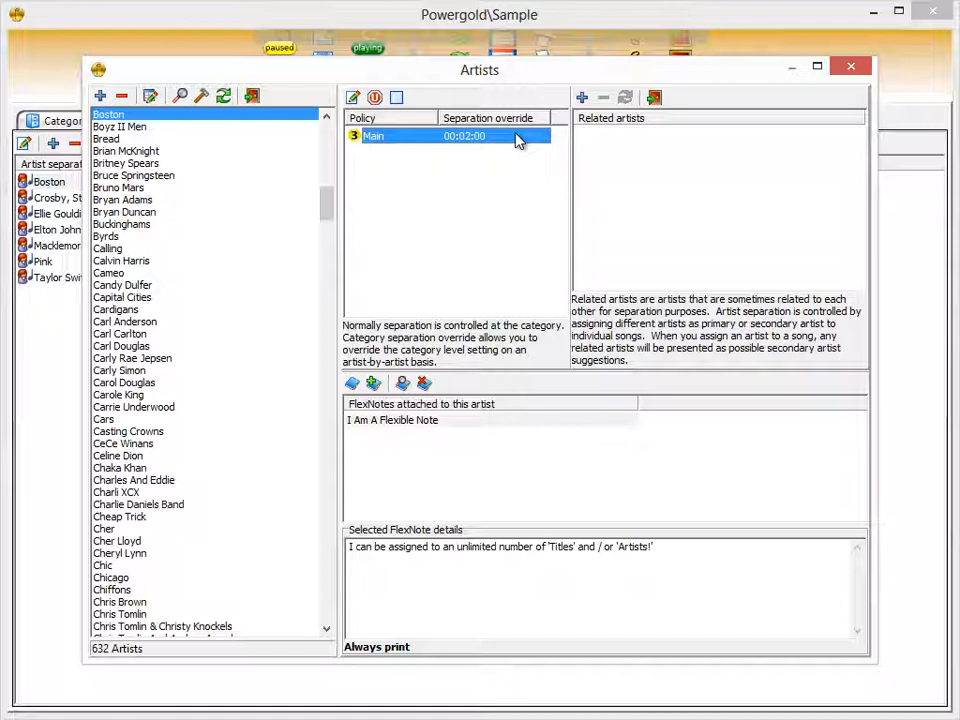 Powergold\Sample
paused
playing
Artists
Categor
Artist separat
Boston
Crosby, St
Ellie Gouldi
Elton John
Macklemor
Pink
Taylor Swi
Boston
Boyz II Men
Bread
Brian McKnight
Britney Spears
Bruce Springsteen
Bruno Mars
Bryan Adams
Bryan Duncan
Buckinghams
Byrds
Calling
Calvin Harris
Cameo
Candy Dulfer
Capital Cities
Cardigans
Carl Anderson
Carl Carlton
Carl Douglas
Carly Rae Jepsen
Carly Simon
Carol Douglas
Carole King
Carrie Underwood
Cars
Casting Crowns
CeCe Winans
Celine Dion
Chaka Khan
Charles And Eddie
Charli XCX
Charlie Daniels Band
Cheap Trick
Cher
Cher Lloyd
Cheryl Lynn
Chic
Chicago
Chiffons
Chris Brown
Chris Tomlin
Chris Tomlin & Christy Knockels
632 Artists
Policy Separation override
3 Main 00:02:00
Normally separation is controlled at the category.
Category separation override allows you to
override the category level setting on an
artist-by-artist basis.
Related artists
Related artists are artists that are sometimes related to each
other for separation purposes. Artist separation is controlled by
assigning different artists as primary or secondary artist to
individual songs. When you assign an artist to a song, any
related artists will be presented as possible secondary artist
suggestions.
FlexNotes attached to this artist
I Am A Flexible Note
Selected FlexNote details
I can be assigned to an unlimited number of 'Titles' and / or 'Artists!'
Always print